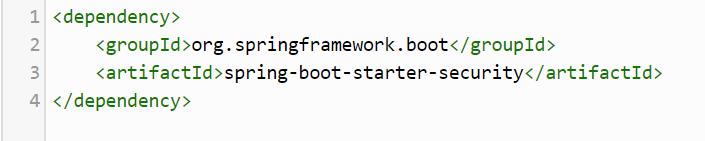 1 <dependency>
2     <groupId>org.springframework.boot</groupId>
3     <artifactId>spring-boot-starter-security</artifactId>
4 </dependency>